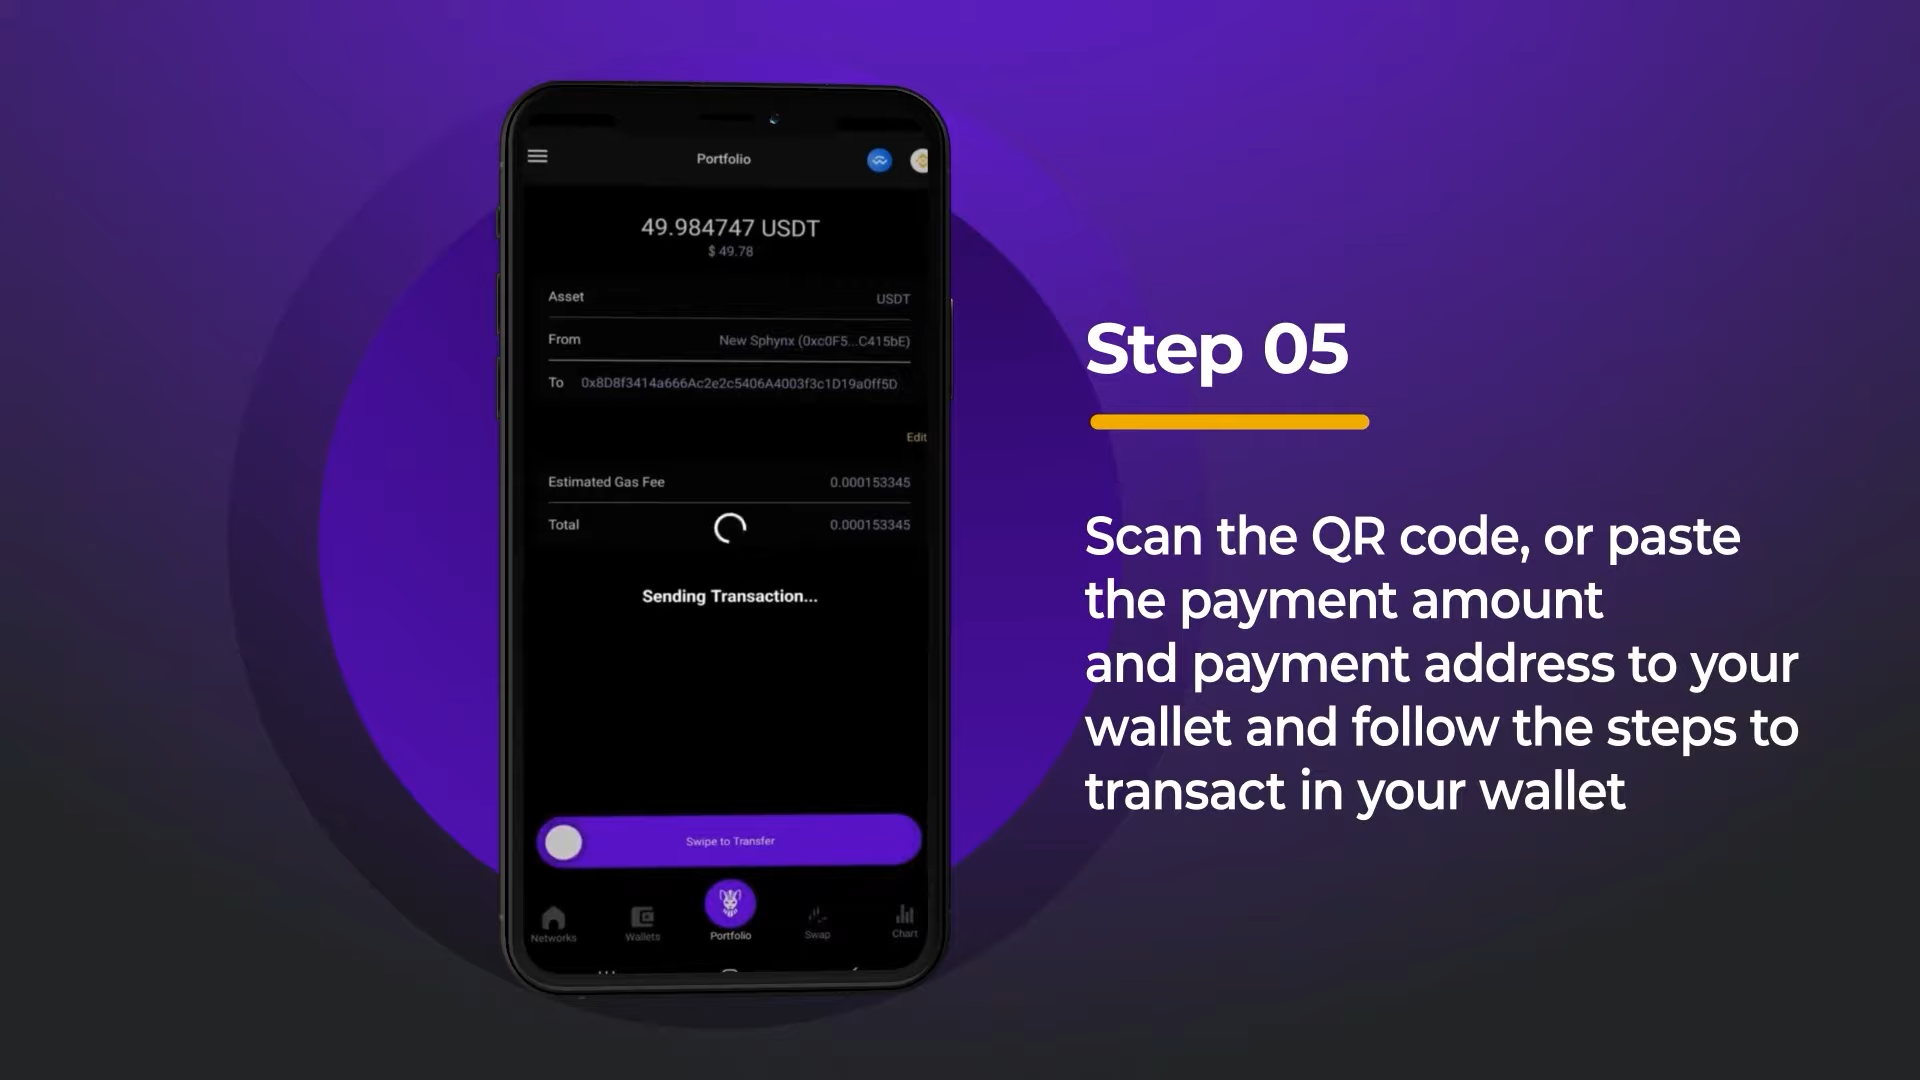 Portfolio
49.984747 USDT
$ 49.78
Asset USDT
From New Sphynx (0xc0F5...C415bE)
To 0x8D8f3414a666Ac2e2c5406A4003f3c1D19a0ff5D
Edit
Estimated Gas Fee 0.000153345
Total 0.000153345
Sending Transaction...
Swipe to Transfer
Networks Wallets Portfolio Swap Chart
Step 05
Scan the QR code, or paste
the payment amount
and payment address to your
wallet and follow the steps to
transact in your wallet